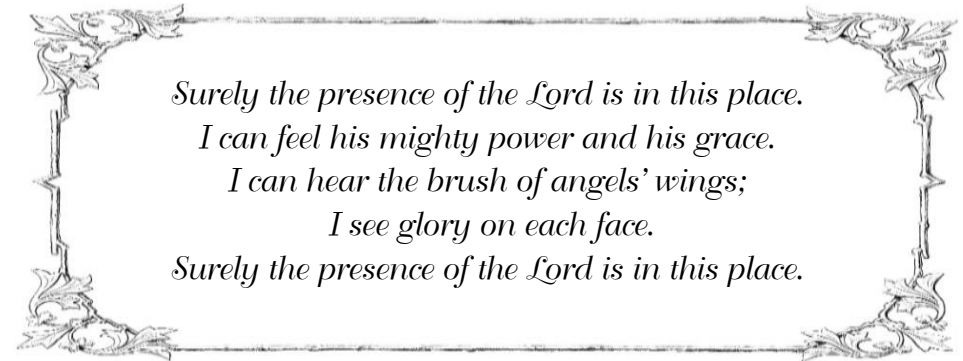 Surely the presence of the Lord is in this place.
I can feel his mighty power and his grace.
I can hear the brush of angels’ wings;
I see glory on each face.
Surely the presence of the Lord is in this place.